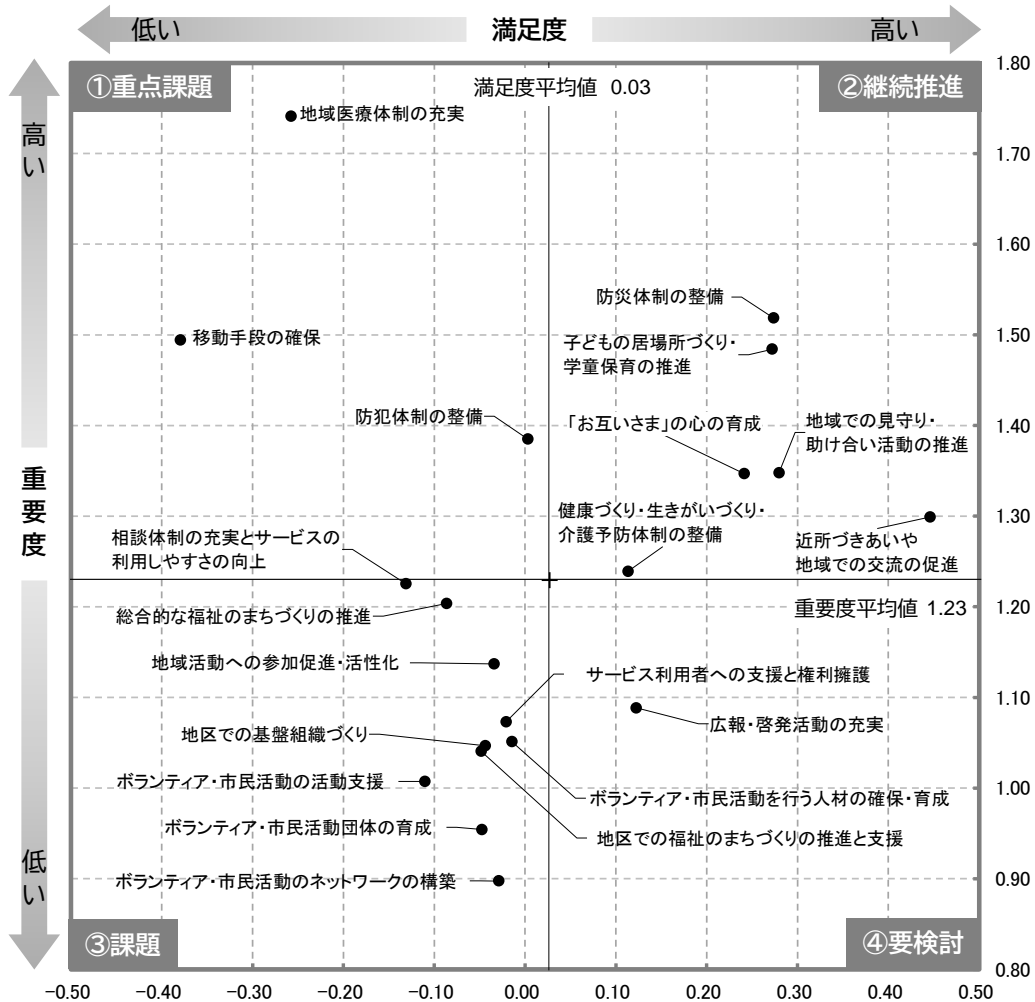 低い
満足度
高い
①重点課題
満足度平均値 0.03
②継続推進
地域医療体制の充実
防災体制の整備
移動手段の確保
子どもの居場所づくり・
学童保育の推進
防犯体制の整備
「お互いさま」の心の育成
地域での見守り・
助け合い活動の推進
健康づくり・生きがいづくり・
介護予防体制の整備
相談体制の充実とサービスの
利用しやすさの向上
近所づきあいや
地域での交流の促進
総合的な福祉のまちづくりの推進
重要度平均値 1.23
地域活動への参加促進・活性化
サービス利用者への支援と権利擁護
地区での基盤組織づくり
広報・啓発活動の充実
ボランティア・市民活動の活動支援
ボランティア・市民活動を行う人材の確保・育成
ボランティア・市民活動団体の育成
地区での福祉のまちづくりの推進と支援
ボランティア・市民活動のネットワークの構築
③課題
④要検討
高い
重要度
低い
1.80
1.70
1.60
1.50
1.40
1.30
1.20
1.10
1.00
0.90
0.80
-0.50
-0.40
-0.30
-0.20
-0.10
0.00
0.10
0.20
0.30
0.40
0.50